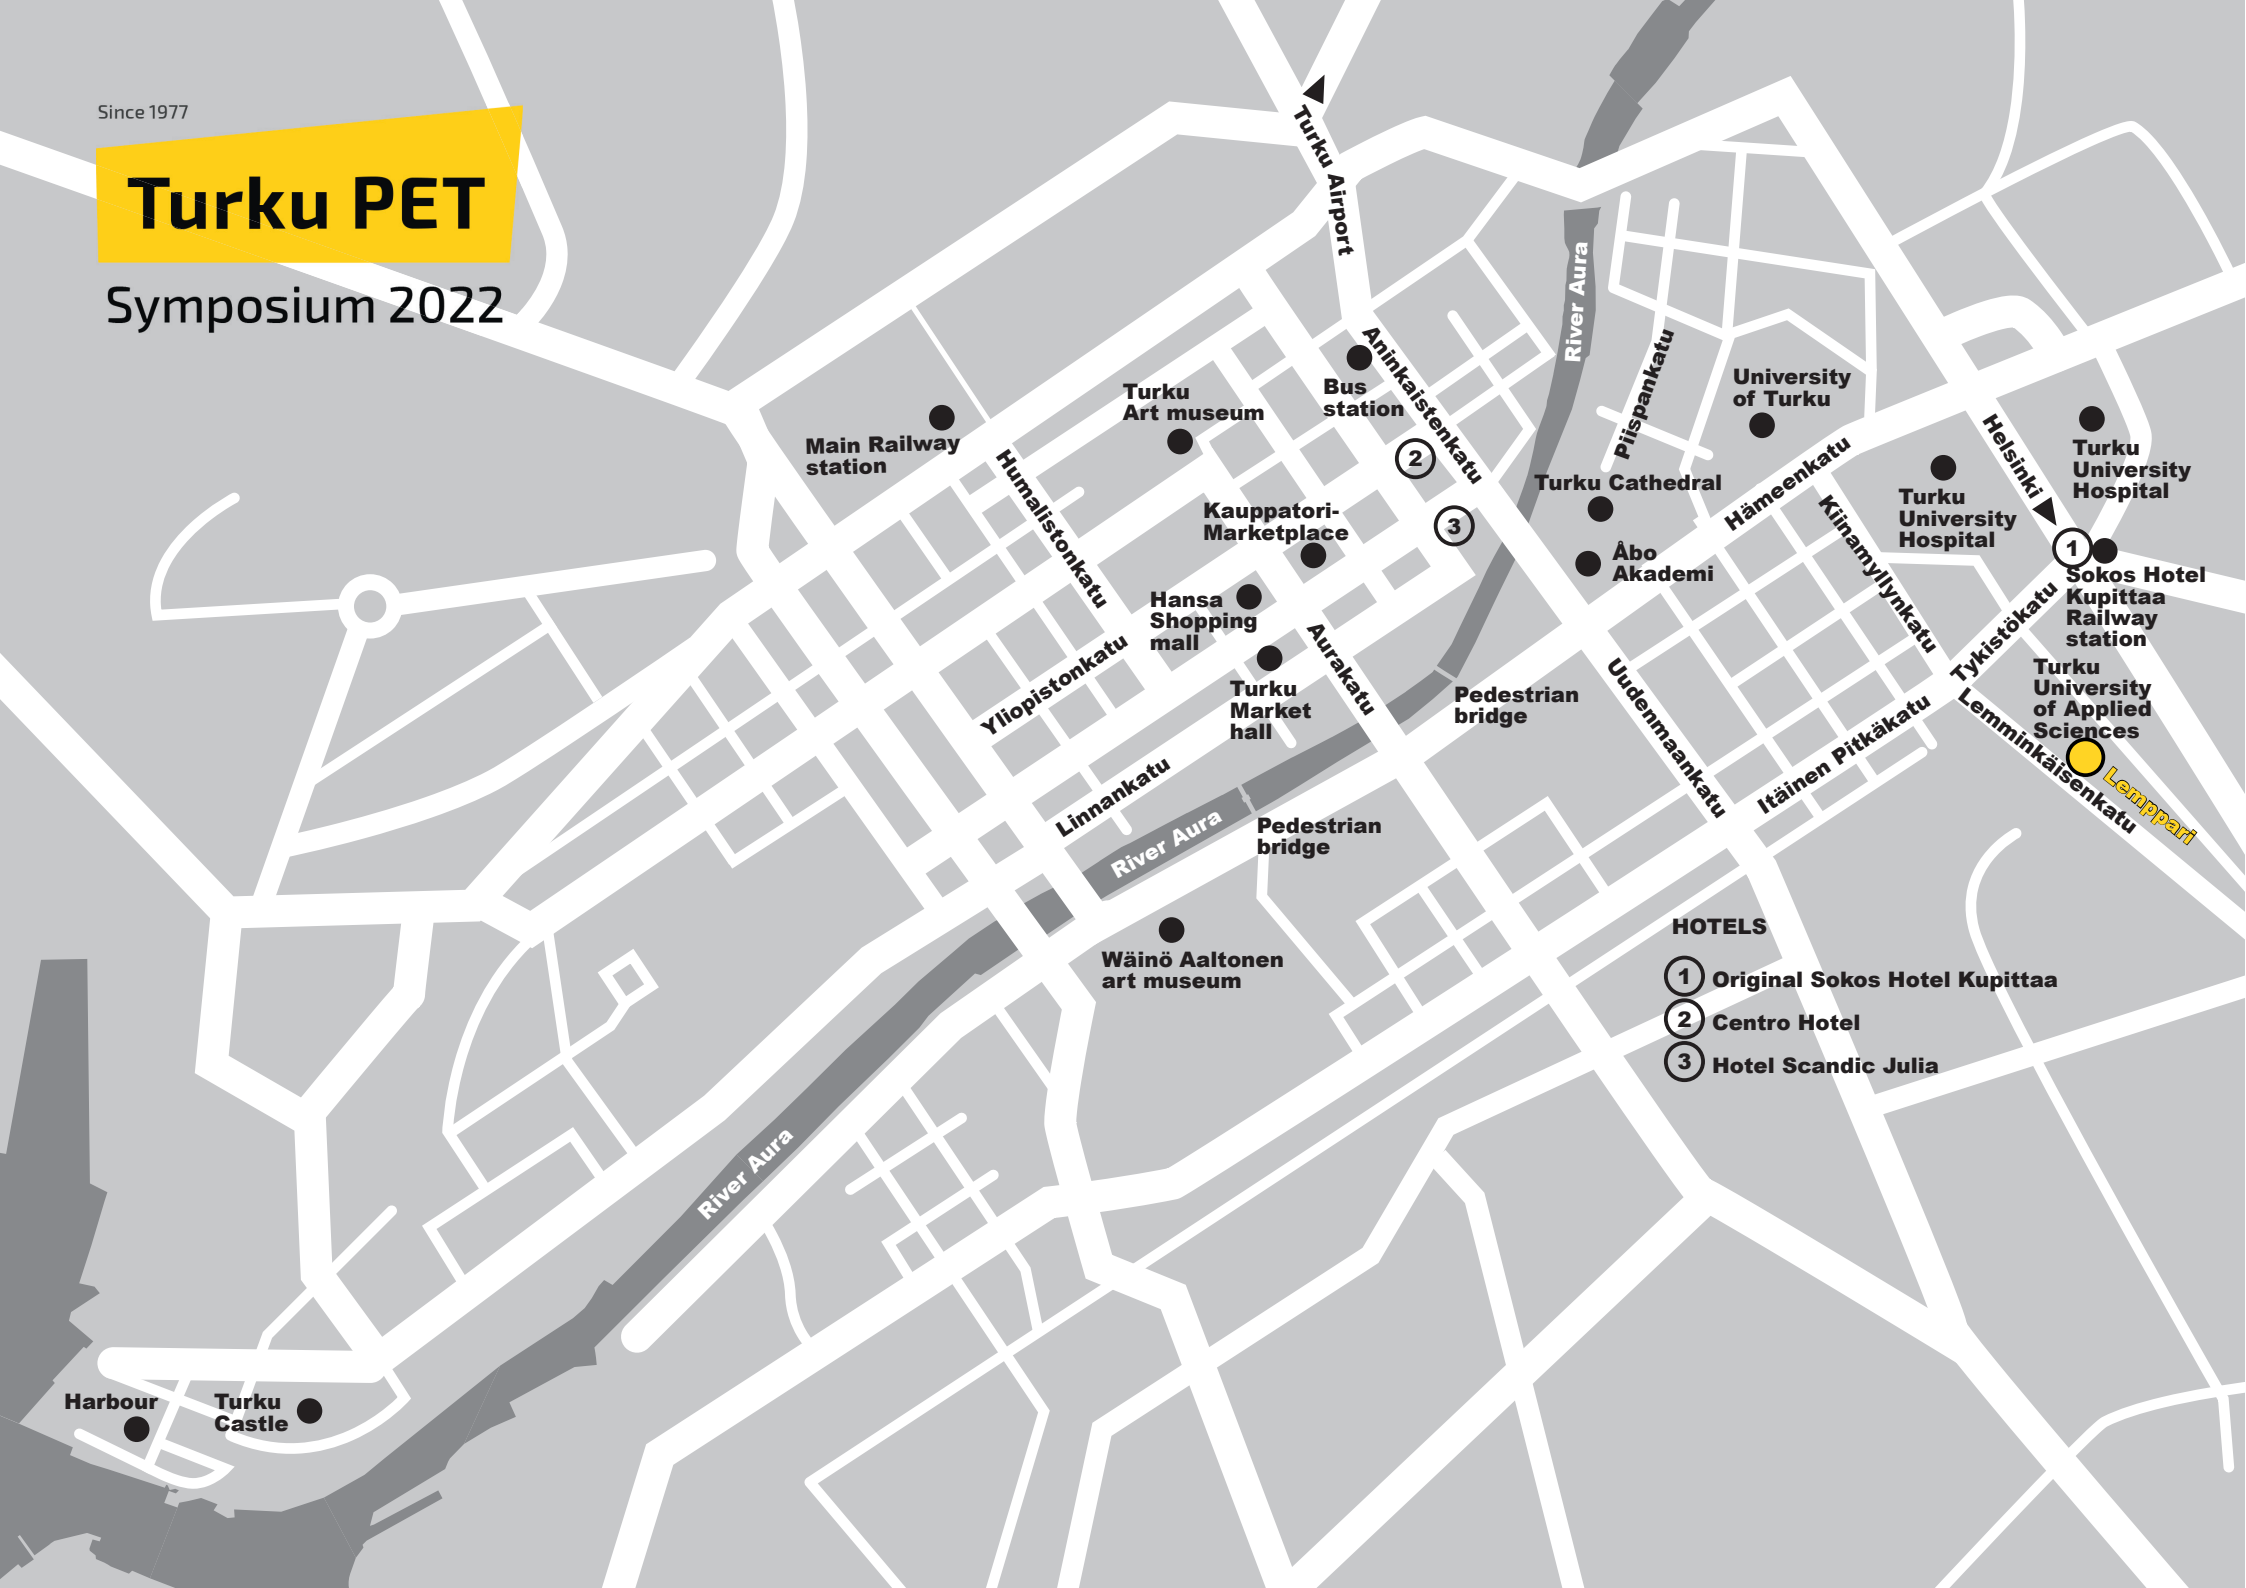 Since 1977
Turku PET
Symposium 2022
Turku Airport
River Aura
Aninkaistenkatu
Bus
station
Piispankatu
University
of Turku
Turku
Art museum
Main Railway
station
Humalistonkatu
2
Turku Cathedral
Hämeenkatu
Helsinki
Turku
University
Hospital
Turku
University
Hospital
Kauppatori-
Marketplace
3
Åbo
Akademi
Kiinamyllynkatu
1
Sokos Hotel
Kupittaa
Railway
station
Hansa
Shopping
mall
Aurakatu
Yliopistonkatu
Turku
Market
hall
Pedestrian
bridge
Uudenmaankatu
Tykistökatu
Itäinen Pitkäkatu
Turku
University
of Applied
Sciences
Lemminkäisenkatu
Lemppari
Linnankatu
River Aura
Pedestrian
bridge
Wäinö Aaltonen
art museum
HOTELS
1 Original Sokos Hotel Kupittaa
2 Centro Hotel
3 Hotel Scandic Julia
River Aura
Harbour
Turku
Castle